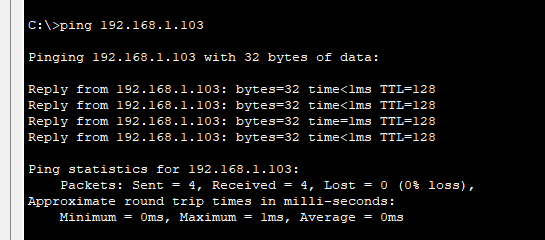 C:\>ping 192.168.1.103
Pinging 192.168.1.103 with 32 bytes of data:
Reply from 192.168.1.103: bytes=32 time<1ms TTL=128
Reply from 192.168.1.103: bytes=32 time<1ms TTL=128
Reply from 192.168.1.103: bytes=32 time=1ms TTL=128
Reply from 192.168.1.103: bytes=32 time<1ms TTL=128
Ping statistics for 192.168.1.103:
Packets: Sent = 4, Received = 4, Lost = 0 (0% loss),
Approximate round trip times in milli-seconds:
Minimum = 0ms, Maximum = 1ms, Average = 0ms